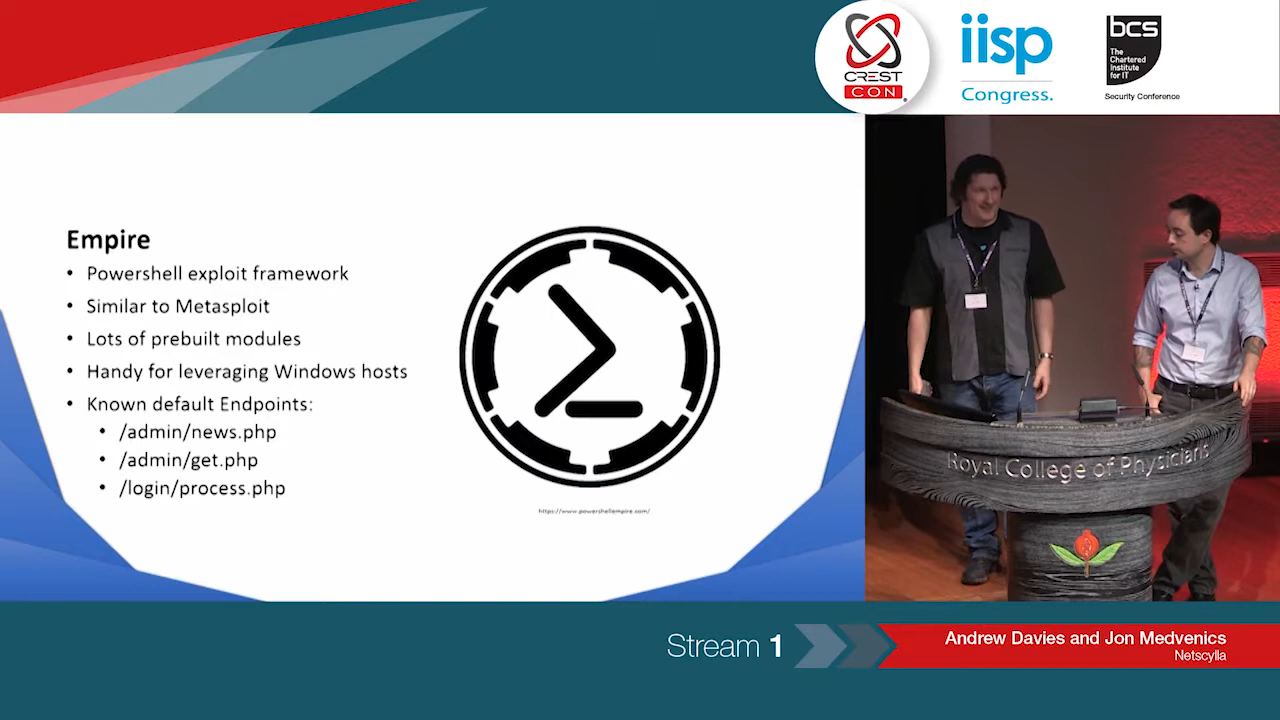 CREST
CON
iisp
Congress.
bcs
The
Chartered
Institute
for IT
Security Conference
Empire
• Powershell exploit framework
• Similar to Metasploit
• Lots of prebuilt modules
• Handy for leveraging Windows hosts
• Known default Endpoints:
• /admin/news.php
• /admin/get.php
• /login/process.php
https://www.powershellempire.com/
Royal College of Physicians
Stream 1
Andrew Davies and Jon Medvenics
Netscylla